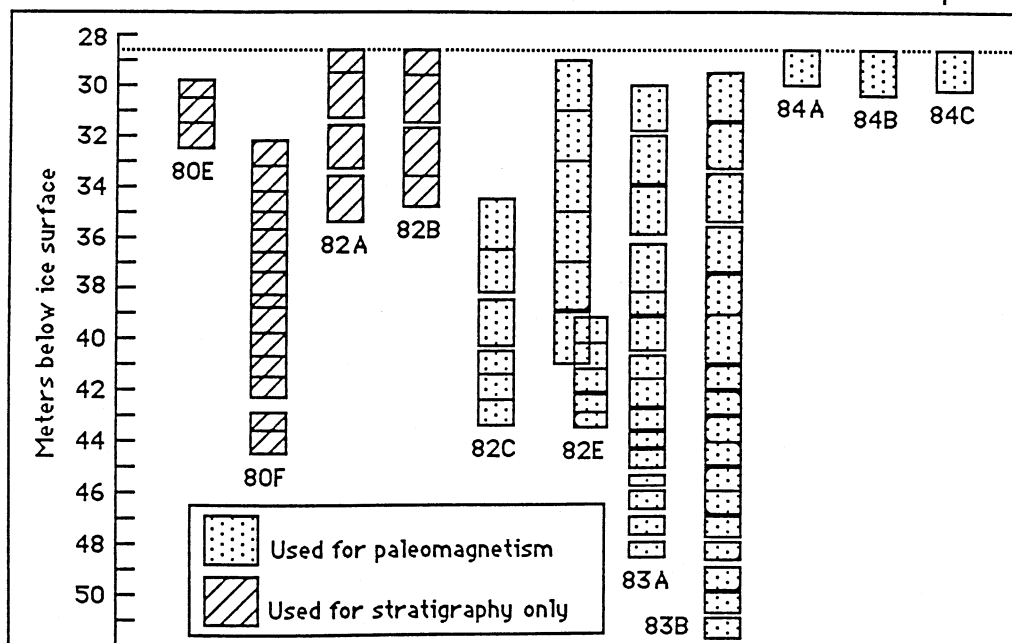 28
30
32
34
36
38
40
42
44
46
48
50
Meters below ice surface
80E
80F
82A
82B
82C
82E
83A
83B
84A
84B
84C
Used for paleomagnetism
Used for stratigraphy only